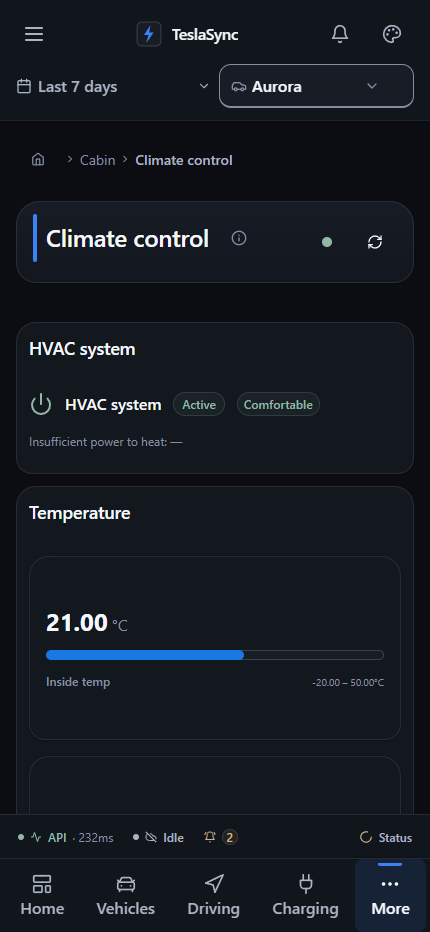 TeslaSync
Last 7 days
Aurora
Cabin
Climate control
Climate control
HVAC system
HVAC system
Active
Comfortable
Insufficient power to heat: —
Temperature
21.00 °C
Inside temp
-20.00 – 50.00°C
API · 232ms
Idle
2
Status
Home
Vehicles
Driving
Charging
More